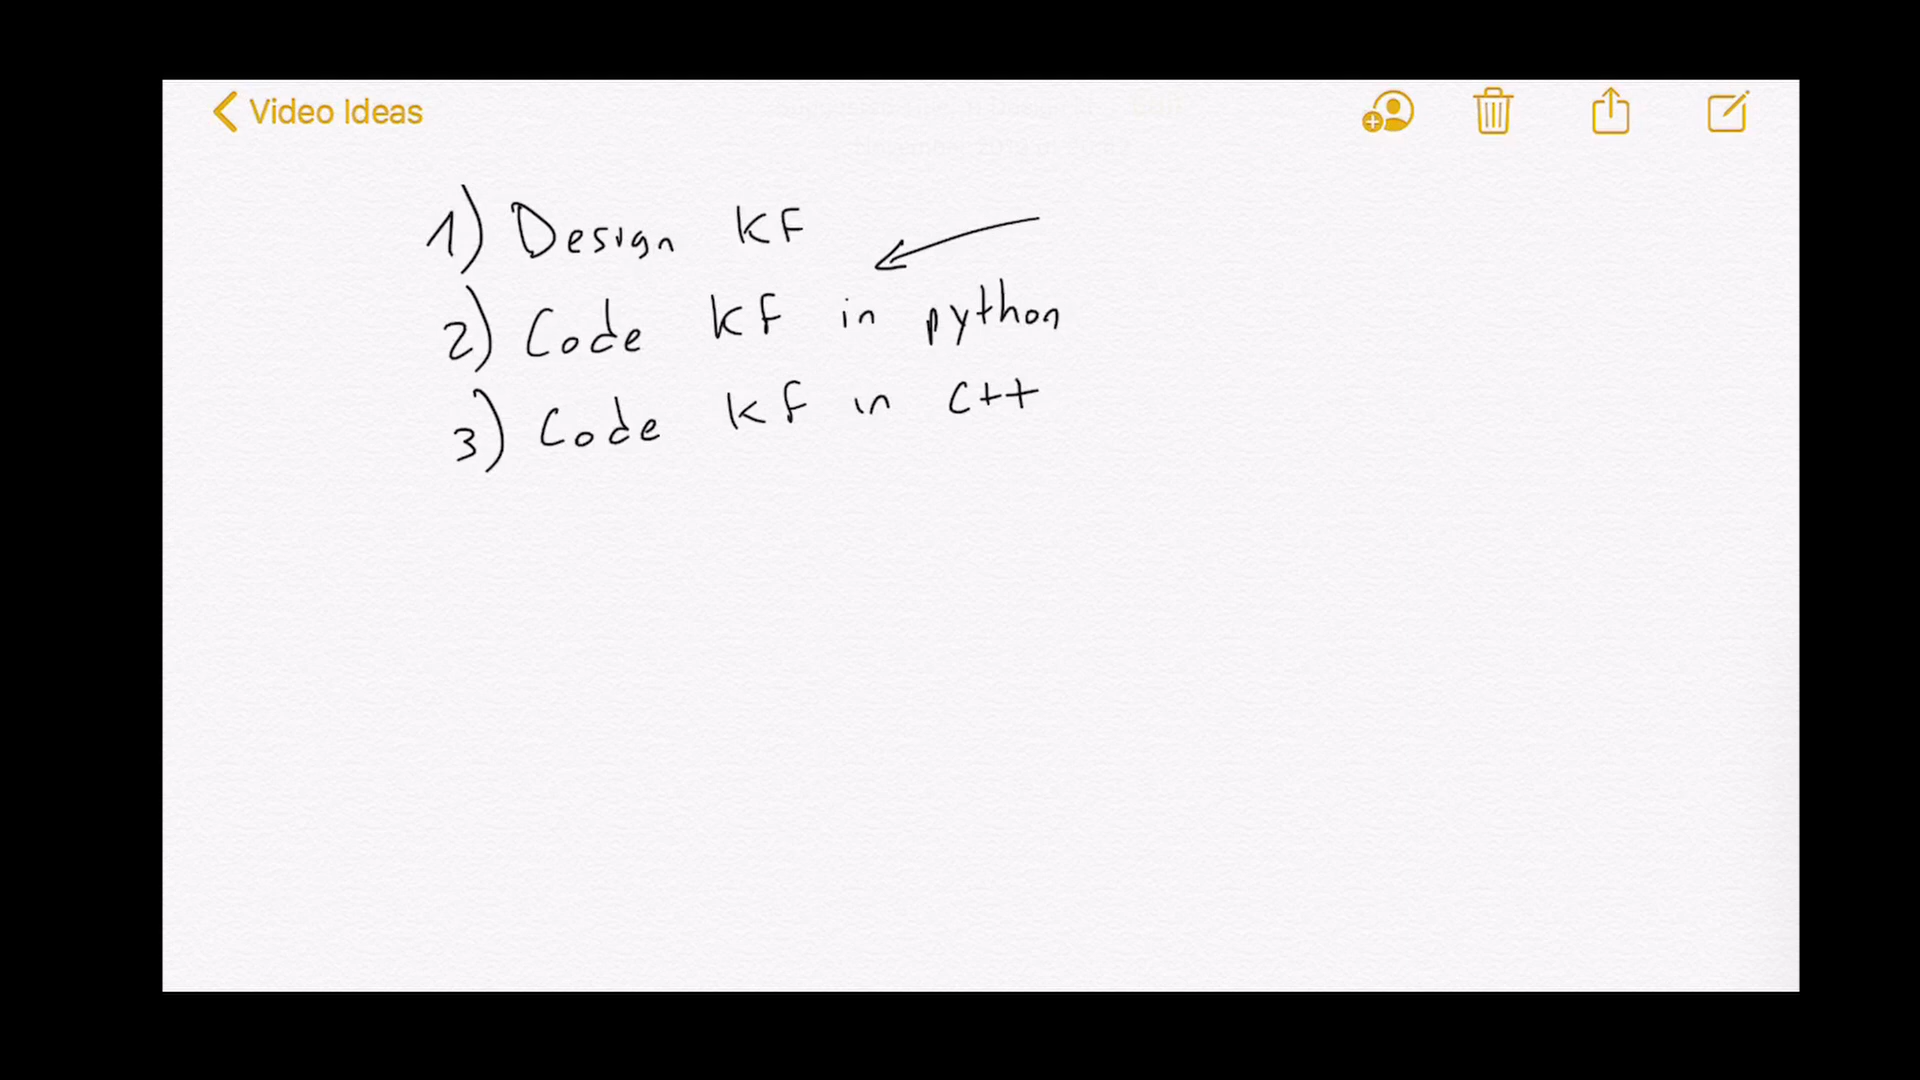 Video Ideas
1) Design KF
2) Code KF in python
3) Code KF in C++